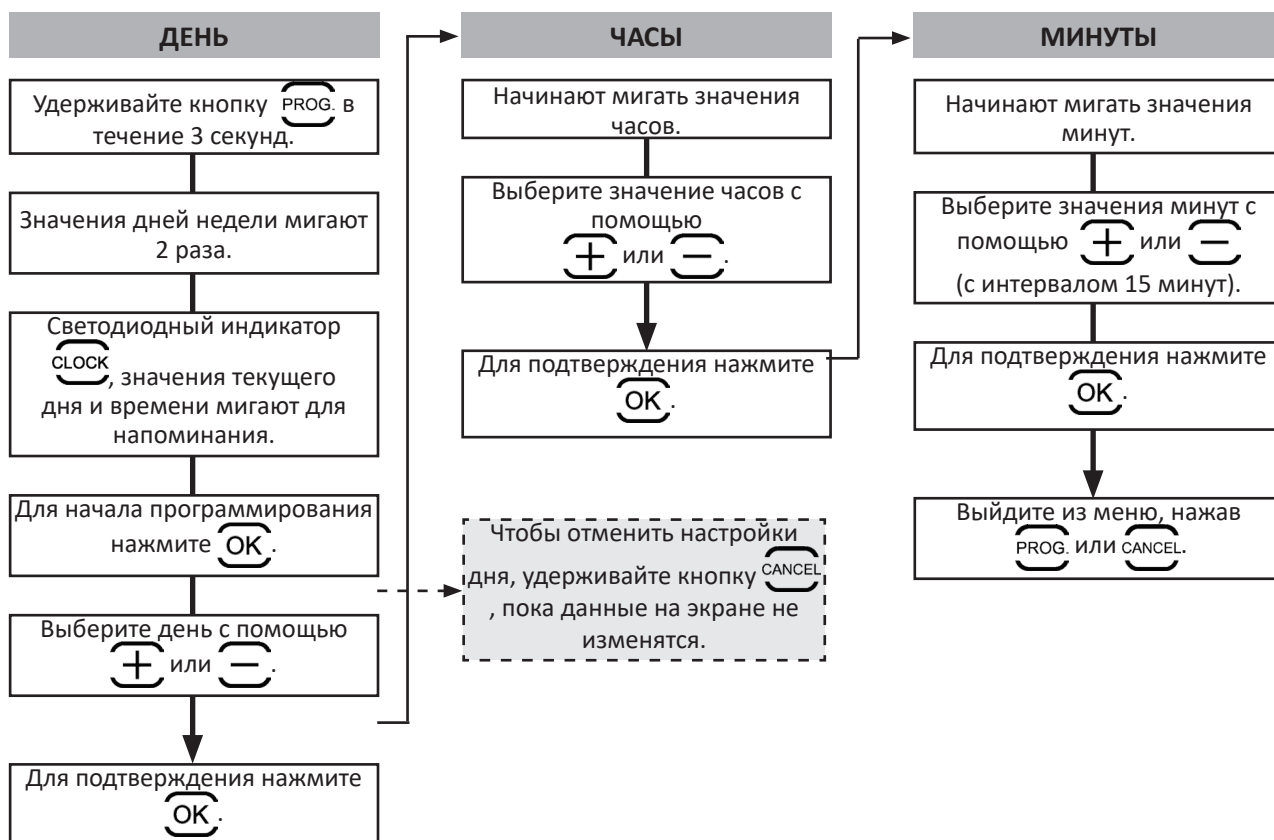 ДЕНЬ
Удерживайте кнопку PROG. в
течение 3 секунд.
Значения дней недели мигают
2 раза.
Светодиодный индикатор
CLOCK, значения текущего
дня и времени мигают для
напоминания.
Для начала программирования
нажмите OK.
Выберите день с помощью
+ или −.
Для подтверждения нажмите
OK.
ЧАСЫ
Начинают мигать значения
часов.
Выберите значение часов с
помощью
+ или −.
Для подтверждения нажмите
OK.
Чтобы отменить настройки
дня, удерживайте кнопку CANCEL
, пока данные на экране не
изменятся.
МИНУТЫ
Начинают мигать значения
минут.
Выберите значения минут с
помощью + или −
(с интервалом 15 минут).
Для подтверждения нажмите
OK.
Выйдите из меню, нажав
PROG. или CANCEL.